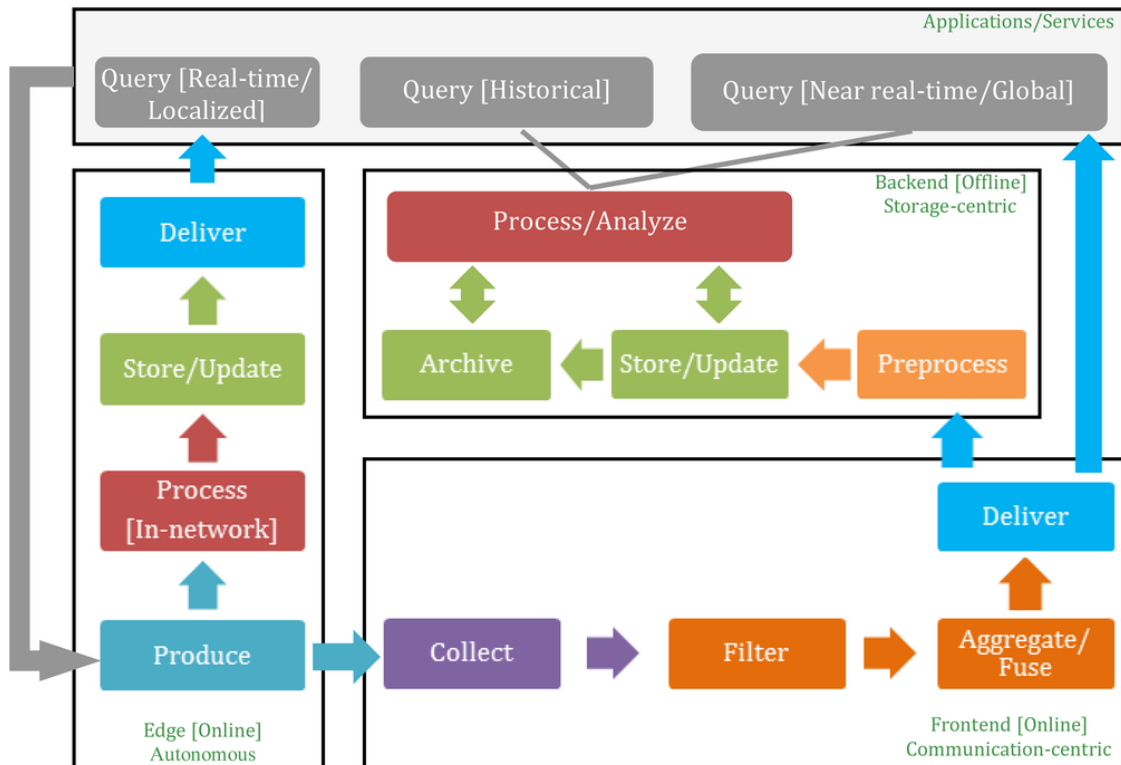 Applications/Services
Query [Real-time/
Localized]
Query [Historical]
Query [Near real-time/Global]
Backend [Offline]
Storage-centric
Process/Analyze
Deliver
Store/Update
Archive
Store/Update
Preprocess
Process
[In-network]
Deliver
Produce
Collect
Filter
Aggregate/
Fuse
Edge [Online]
Autonomous
Frontend [Online]
Communication-centric